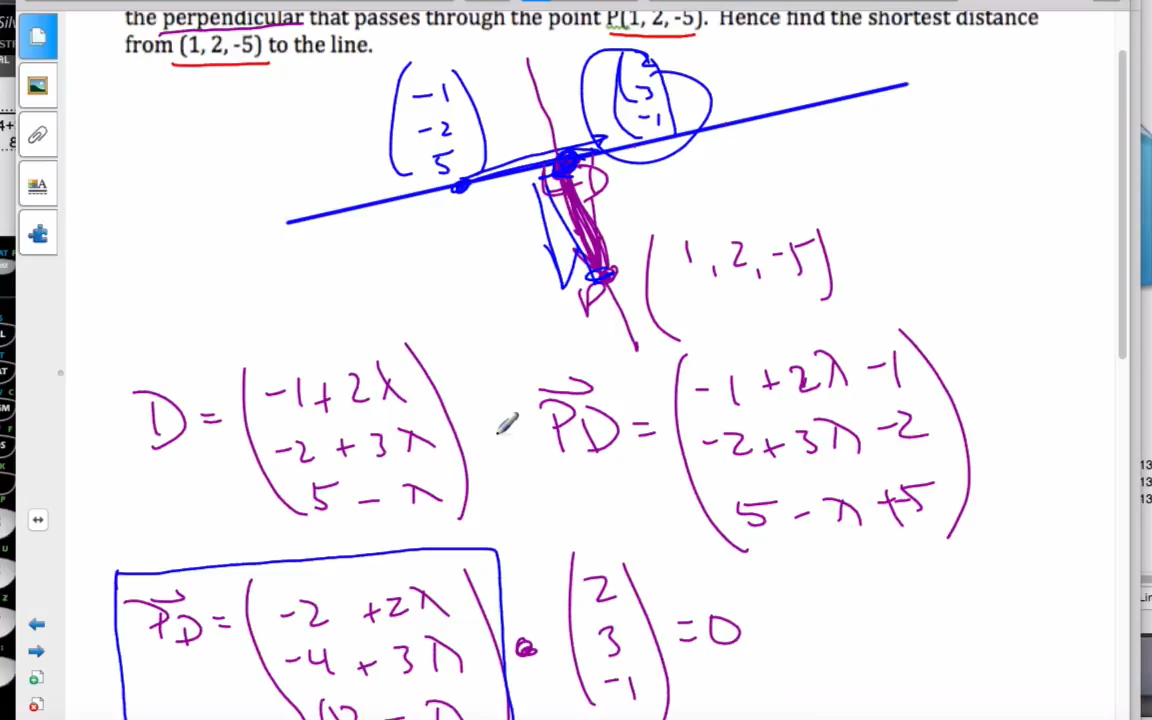 the perpendicular that passes through the point P(1, 2, -5). Hence find the shortest distance
from (1, 2, -5) to the line.
(-1 -2 5)
(2 3 -1)
D
P
(1, 2, -5)
D = (-1 + 2λ
-2 + 3λ
5 - λ)
PD = (-1 + 2λ - 1
-2 + 3λ - 2
5 - λ + 5)
PD = (-2 + 2λ
-4 + 3λ
10 - λ)
• (2
3
-1) = 0